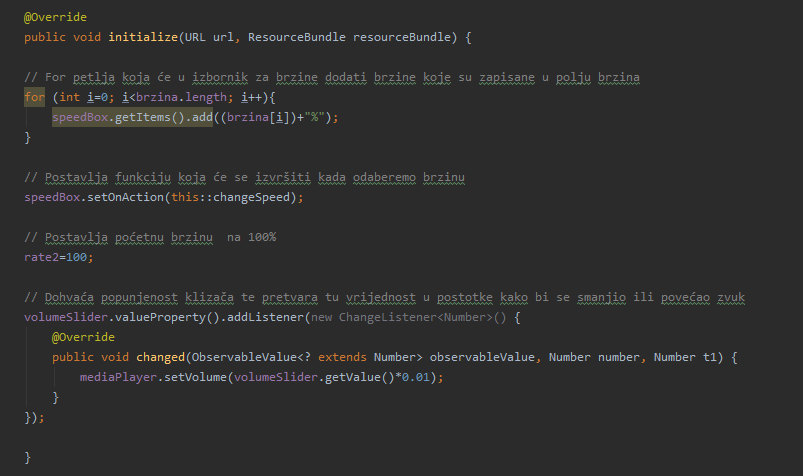 @Override
public void initialize(URL url, ResourceBundle resourceBundle) {
// For petlja koja će u izbornik za brzine dodati brzine koje su zapisane u polju brzina
for (int i=0; i<brzina.length; i++){
speedBox.getItems().add((brzina[i])+"%");
}
// Postavlja funkciju koja će se izvršiti kada odaberemo brzinu
speedBox.setOnAction(this::changeSpeed);
// Postavlja poćetnu brzinu  na 100%
rate2=100;
// Dohvaća popunjenost klizača te pretvara tu vrijednost u postotke kako bi se smanjio ili povećao zvuk
volumeSlider.valueProperty().addListener(new ChangeListener<Number>() {
@Override
public void changed(ObservableValue<? extends Number> observableValue, Number number, Number t1) {
mediaPlayer.setVolume(volumeSlider.getValue()*0.01);
}
});
}